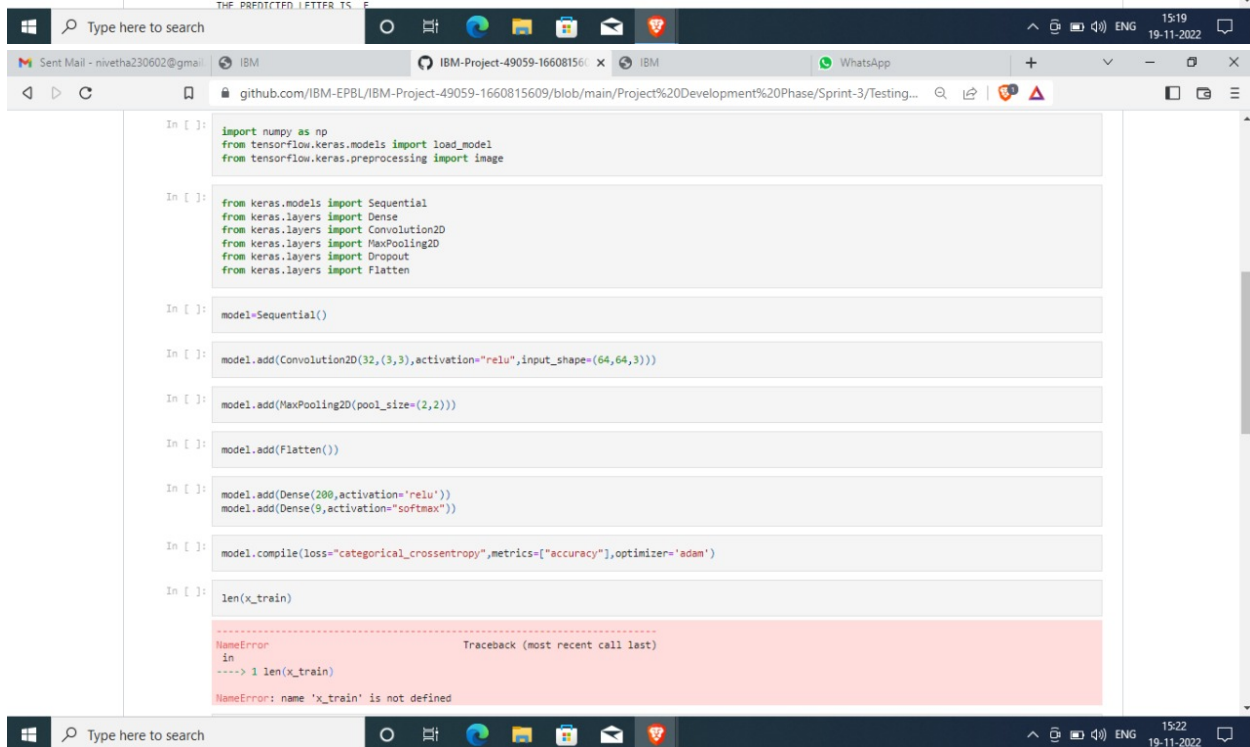 THE PREDICTED LETTER IS E
Type here to search
ENG
15:19
19-11-2022
Sent Mail - nivetha230602@gmail
IBM
IBM-Project-49059-16608156
IBM
WhatsApp
github.com/IBM-EPBL/IBM-Project-49059-1660815609/blob/main/Project%20Development%20Phase/Sprint-3/Testing...
In [ ]:
import numpy as np
from tensorflow.keras.models import load_model
from tensorflow.keras.preprocessing import image
In [ ]:
from keras.models import Sequential
from keras.layers import Dense
from keras.layers import Convolution2D
from keras.layers import MaxPooling2D
from keras.layers import Dropout
from keras.layers import Flatten
In [ ]:
model=Sequential()
In [ ]:
model.add(Convolution2D(32,(3,3),activation="relu",input_shape=(64,64,3)))
In [ ]:
model.add(MaxPooling2D(pool_size=(2,2)))
In [ ]:
model.add(Flatten())
In [ ]:
model.add(Dense(200,activation='relu'))
model.add(Dense(9,activation="softmax"))
In [ ]:
model.compile(loss="categorical_crossentropy",metrics=["accuracy"],optimizer='adam')
In [ ]:
len(x_train)
---------------------------------------------------------------------------
NameError Traceback (most recent call last)
in
----> 1 len(x_train)
NameError: name 'x_train' is not defined
Type here to search
ENG
15:22
19-11-2022